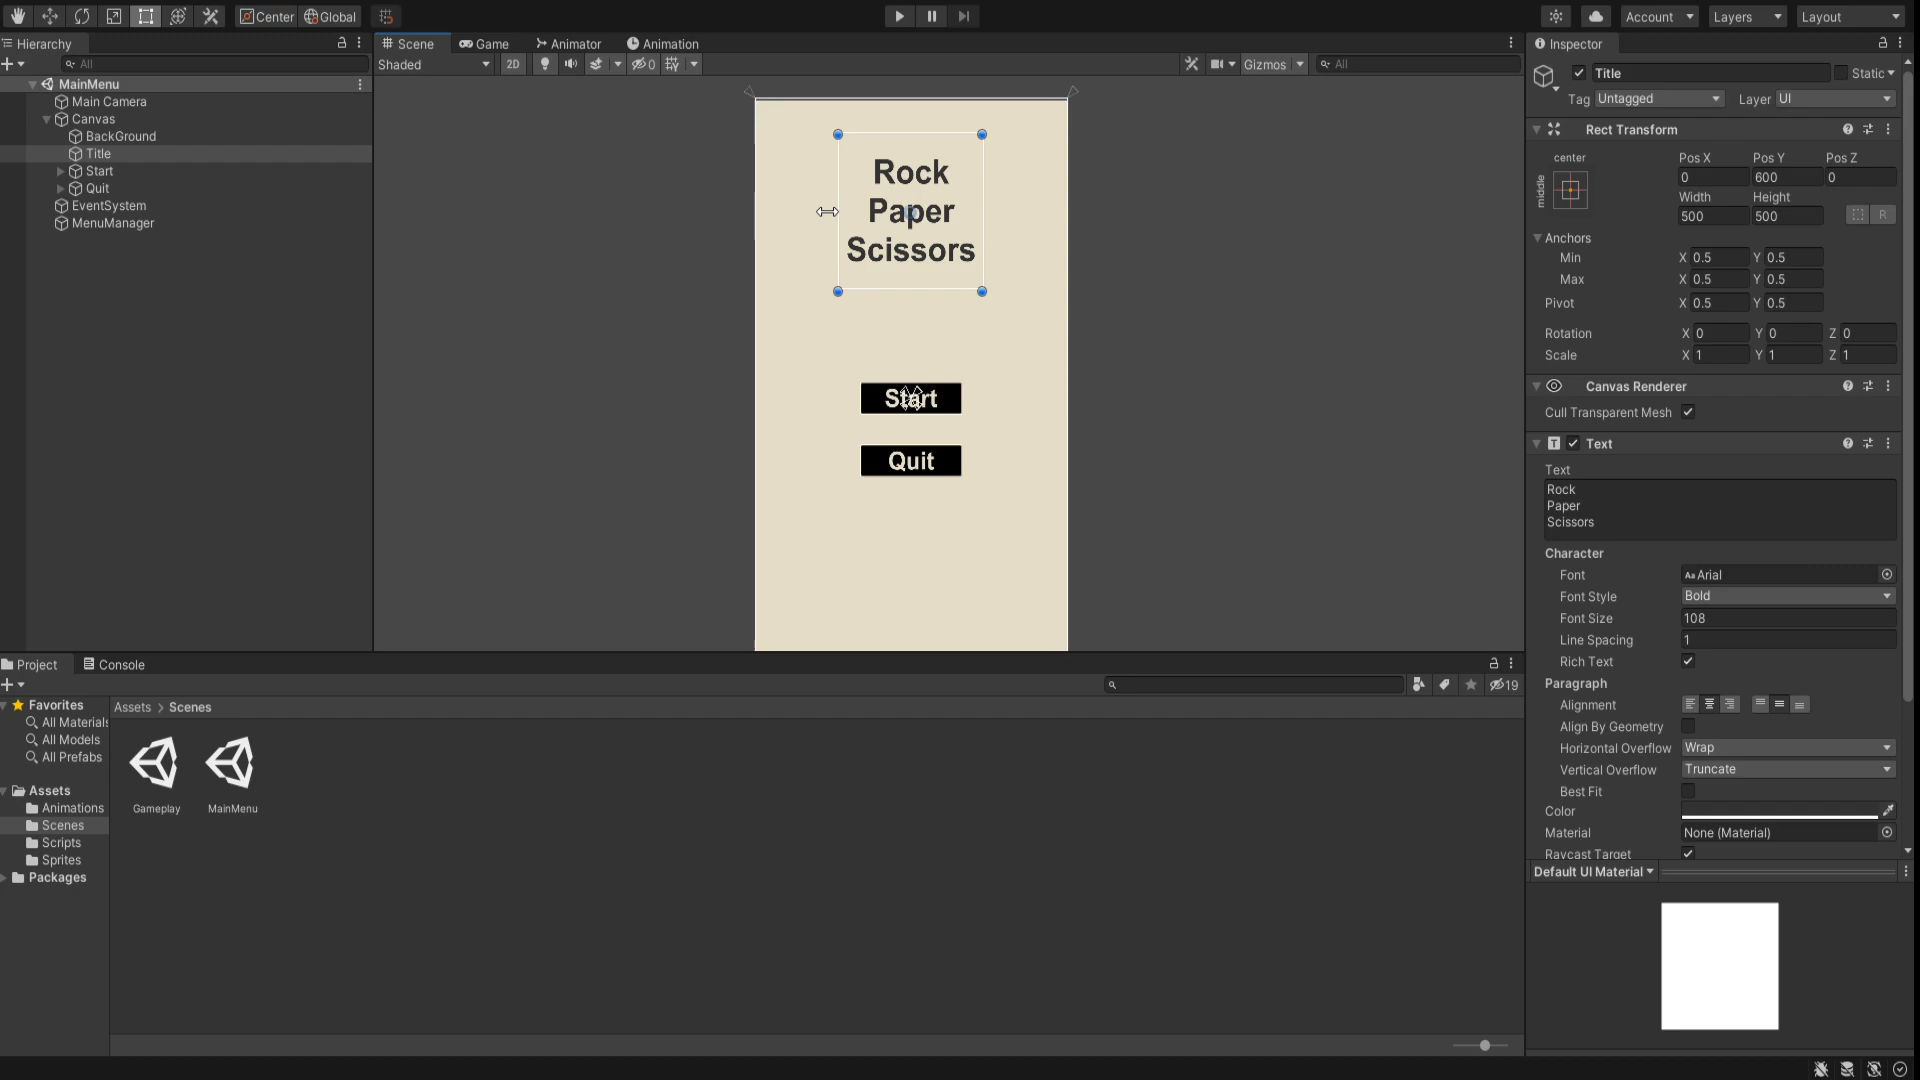 Center Global
Account Layers Layout
Hierarchy
All
MainMenu
Main Camera
Canvas
BackGround
Title
Start
Quit
EventSystem
MenuManager
Scene Game Animator Animation
Shaded 2D 0 Gizmos All
Rock
Paper
Scissors
Start
Quit
Inspector
Title Static
Tag Untagged Layer UI
Rect Transform
center
middle
Pos X Pos Y Pos Z
0 600 0
Width Height
500 500 R
Anchors
Min X 0.5 Y 0.5
Max X 0.5 Y 0.5
Pivot X 0.5 Y 0.5
Rotation X 0 Y 0 Z 0
Scale X 1 Y 1 Z 1
Canvas Renderer
Cull Transparent Mesh
T Text
Text
Rock
Paper
Scissors
Character
Font Aa Arial
Font Style Bold
Font Size 108
Line Spacing 1
Rich Text
Paragraph
Alignment
Align By Geometry
Horizontal Overflow Wrap
Vertical Overflow Truncate
Best Fit
Color
Material None (Material)
Raycast Target
Default UI Material
Project Console
19
Favorites
All Materials
All Models
All Prefabs
Assets
Animations
Scenes
Scripts
Sprites
Packages
Assets > Scenes
Gameplay MainMenu